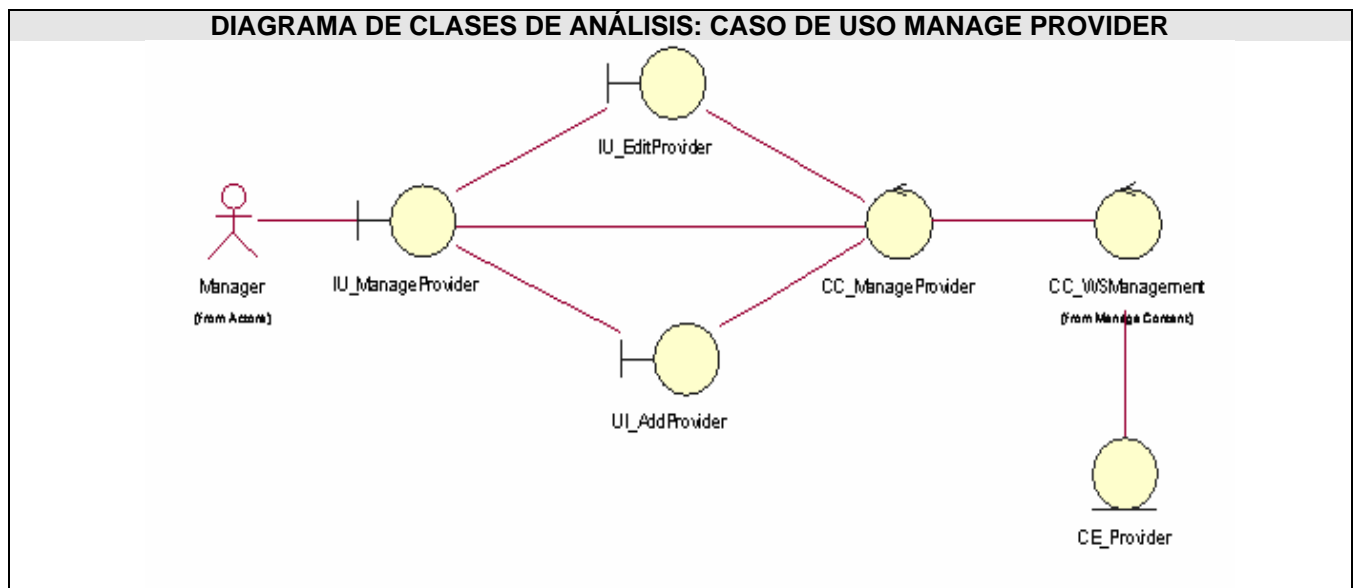 DIAGRAMA DE CLASES DE ANÁLISIS: CASO DE USO MANAGE PROVIDER
IU_EditProvider
Manager
(from Actors)
IU_ManageProvider
CC_ManageProvider
CC_WSManagement
(from Manage Content)
UI_AddProvider
CE_Provider